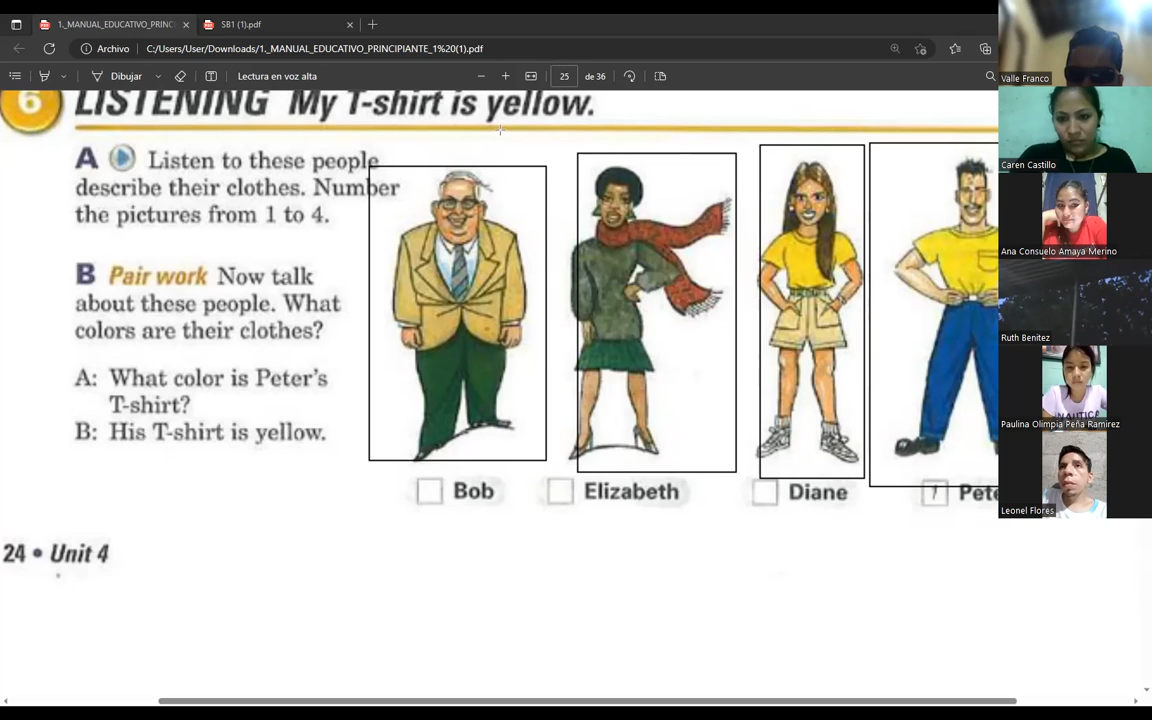 1._MANUAL_EDUCATIVO_PRINCI
SB1 (1).pdf
Archivo
C:/Users/User/Downloads/1._MANUAL_EDUCATIVO_PRINCIPIANTE_1%20(1).pdf
Dibujar
Lectura en voz alta
25
de 36
6 LISTENING My T-shirt is yellow.
A Listen to these people
describe their clothes. Number
the pictures from 1 to 4.
B Pair work Now talk
about these people. What
colors are their clothes?
A: What color is Peter's
T-shirt?
B: His T-shirt is yellow.
Bob
Elizabeth
Diane
1 Pete
24 • Unit 4
Valle Franco
Caren Castillo
Ana Consuelo Amaya Merino
Ruth Benitez
NAUTICA
Paulina Olimpia Peña Ramirez
Leonel Flores